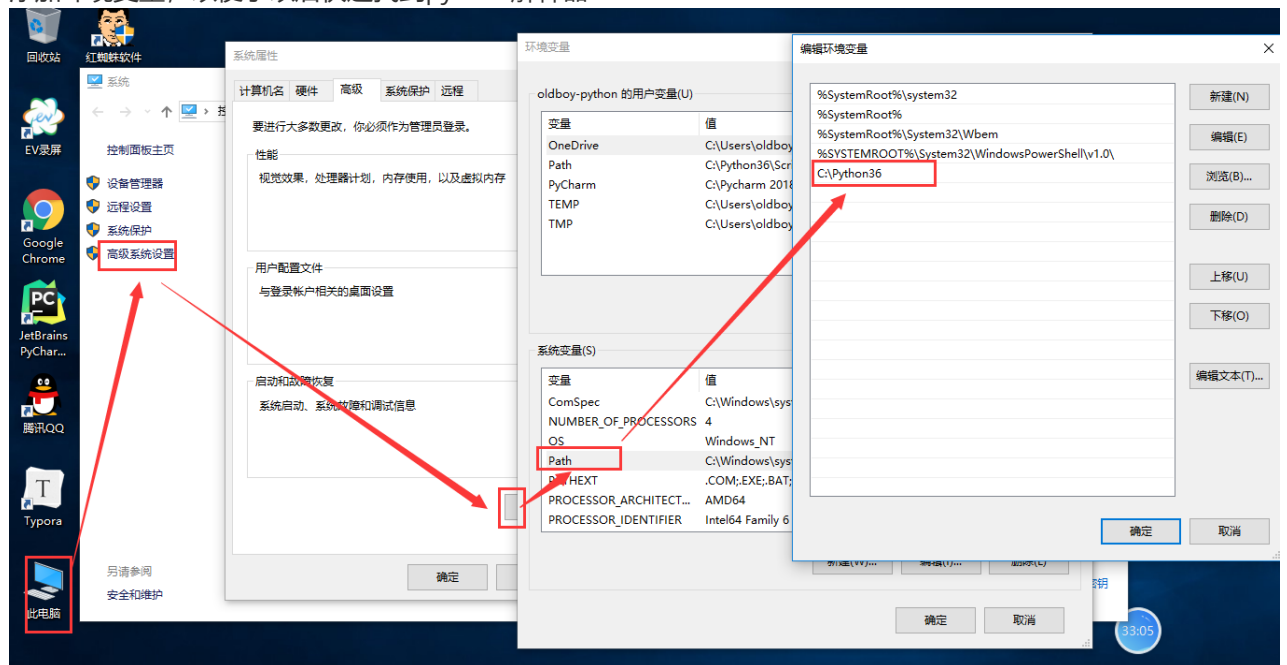 回收站
红蜘蛛软件
EV录屏
Google
Chrome
JetBrains
PyChar...
腾讯QQ
Typora
此电脑
系统
控制面板主页
设备管理器
远程设置
系统保护
高级系统设置
另请参阅
安全和维护
系统属性
计算机名 硬件 高级 系统保护 远程
要进行大多数更改，你必须作为管理员登录。
性能
视觉效果，处理器计划，内存使用，以及虚拟内存
用户配置文件
与登录帐户相关的桌面设置
启动和故障恢复
系统启动、系统故障和调试信息
确定
环境变量
oldboy-python 的用户变量(U)
变量 值
OneDrive C:\Users\oldboy
Path C:\Python36\Scr
PyCharm C:\Pycharm 2018
TEMP C:\Users\oldboy
TMP C:\Users\oldboy
系统变量(S)
变量 值
ComSpec C:\Windows\sys
NUMBER_OF_PROCESSORS 4
OS Windows_NT
Path C:\Windows\sys
PATHEXT .COM;.EXE;.BAT;
PROCESSOR_ARCHITECT... AMD64
PROCESSOR_IDENTIFIER Intel64 Family 6
新建(W)... 编辑(I)... 删除(L)
确定 取消
编辑环境变量
%SystemRoot%\system32
%SystemRoot%
%SystemRoot%\System32\Wbem
%SYSTEMROOT%\System32\WindowsPowerShell\v1.0\
C:\Python36
新建(N)
编辑(E)
浏览(B)...
删除(D)
上移(U)
下移(O)
编辑文本(T)...
确定 取消
密钥
33:05